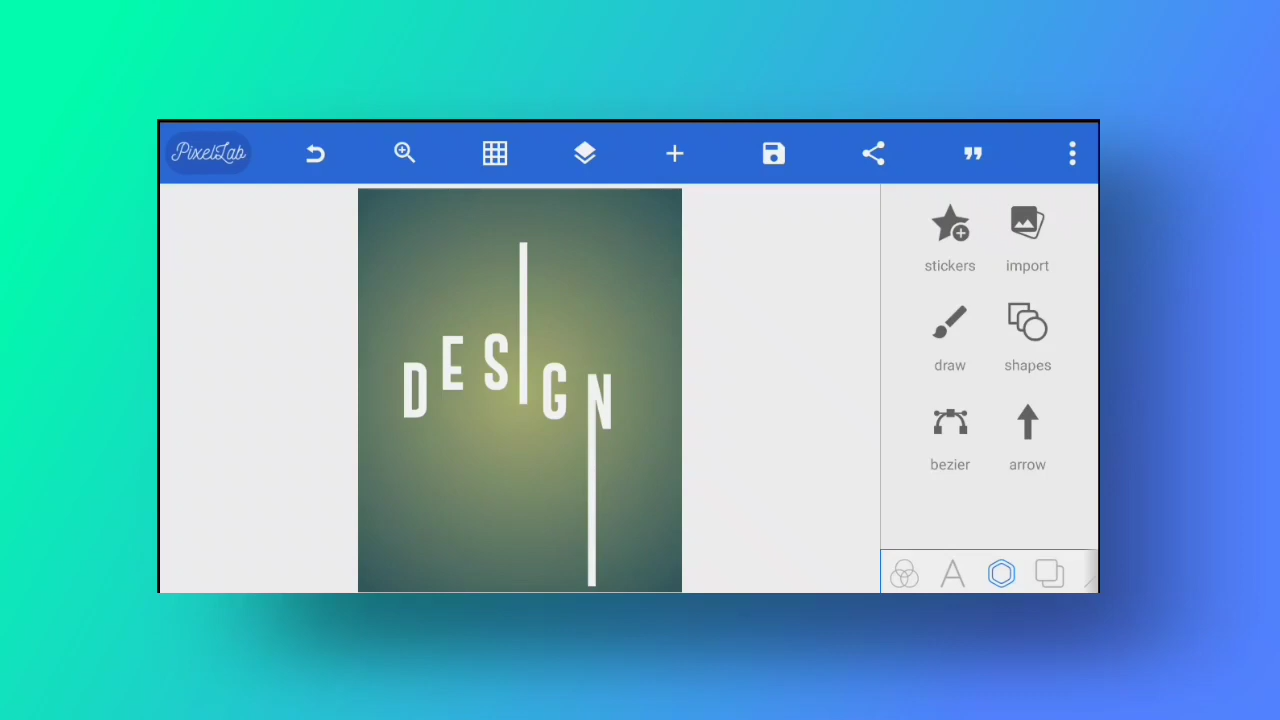 PixelLab
DESIGN
stickers import
draw shapes
bezier arrow